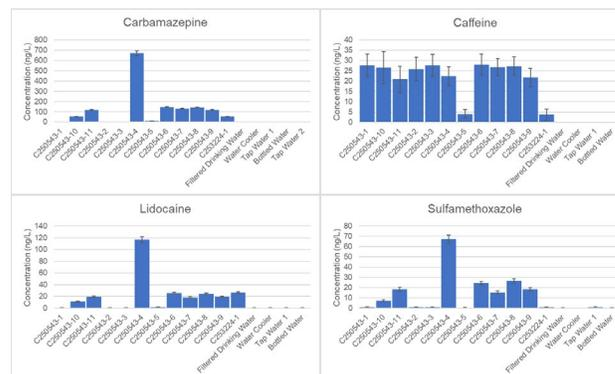 Carbamazepine
Concentration (ng/L)
800
700
600
500
400
300
200
100
0
C250543-1
C250543-10
C250543-11
C250543-2
C250543-3
C250543-4
C250543-5
C250543-6
C250543-7
C250543-8
C250543-9
C253224-1
Filtered Drinking Water
Water Cooler
Tap Water 1
Bottled Water
Tap Water 2
Caffeine
Concentration (ng/L)
40
35
30
25
20
15
10
5
0
C250543-1
C250543-10
C250543-11
C250543-2
C250543-3
C250543-4
C250543-5
C250543-6
C250543-7
C250543-8
C250543-9
C253224-1
Filtered Drinking Water
Water Cooler
Tap Water 1
Bottled Water
Lidocaine
Concentration (ng/L)
140
120
100
80
60
40
20
0
C250543-1
C250543-10
C250543-11
C250543-2
C250543-3
C250543-4
C250543-5
C250543-6
C250543-7
C250543-8
C250543-9
C253224-1
Filtered Drinking Water
Water Cooler
Tap Water 1
Bottled Water
Sulfamethoxazole
Concentration (ng/L)
80
70
60
50
40
30
20
10
0
C250543-1
C250543-10
C250543-11
C250543-2
C250543-3
C250543-4
C250543-5
C250543-6
C250543-7
C250543-8
C250543-9
C253224-1
Filtered Drinking Water
Water Cooler
Tap Water 1
Bottled Water